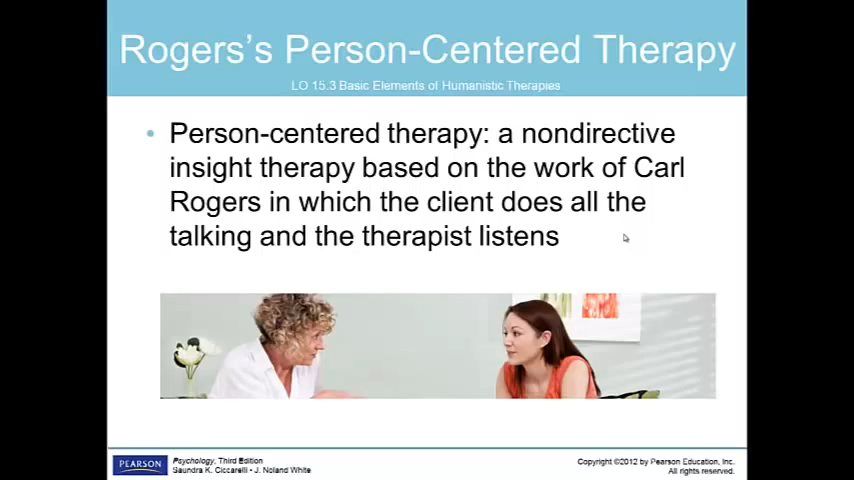 Rogers's Person-Centered Therapy
LO 15.3 Basic Elements of Humanistic Therapies
• Person-centered therapy: a nondirective
insight therapy based on the work of Carl
Rogers in which the client does all the
talking and the therapist listens
PEARSON
Psychology, Third Edition
Saundra K. Ciccarelli • J. Noland White
Copyright ©2012 by Pearson Education, Inc.
All rights reserved.